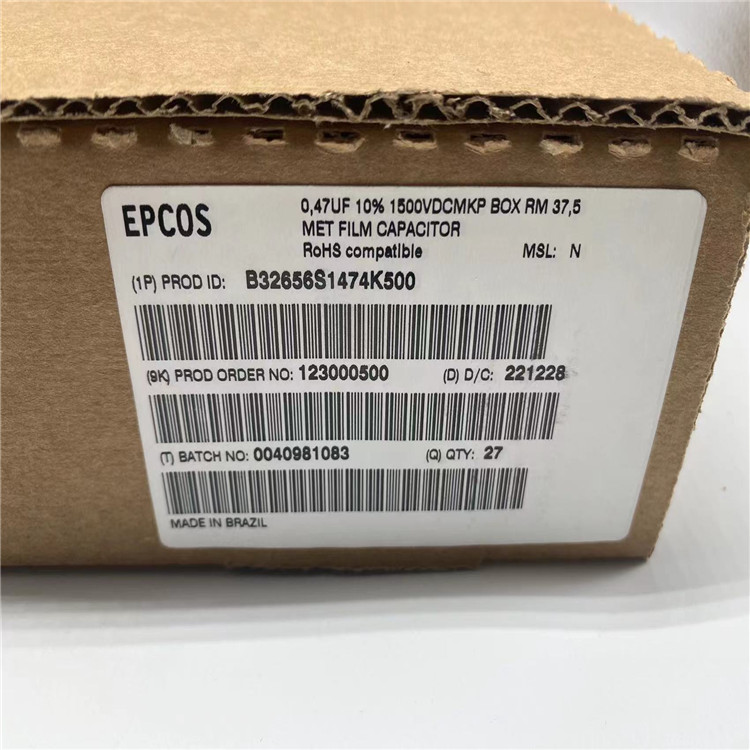 EPCOS
0,47UF 10% 1500VDCMKP BOX RM 37,5
MET FILM CAPACITOR
RoHS compatible MSL: N
(1P) PROD ID: B32656S1474K500
(9K) PROD ORDER NO: 123000500 (D) D/C: 221228
(T) BATCH NO: 0040981083 (Q) QTY: 27
MADE IN BRAZIL